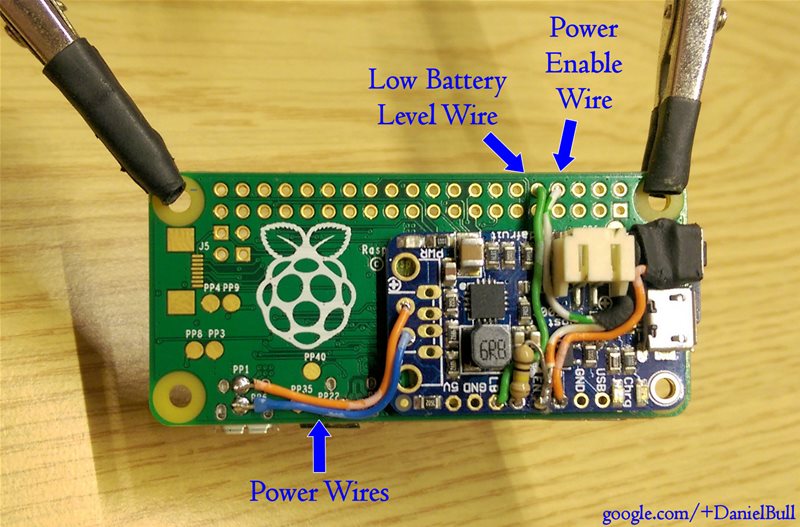 Power
Enable
Wire
Low Battery
Level Wire
J5
Rasp
©
PWR
PP4 PP9
PP8 PP3
PP1
PP40
PP35
PP22
6R8
5V
GND
LB
EN
GND
USB
Chrg
Power Wires
google.com/+DanielBull